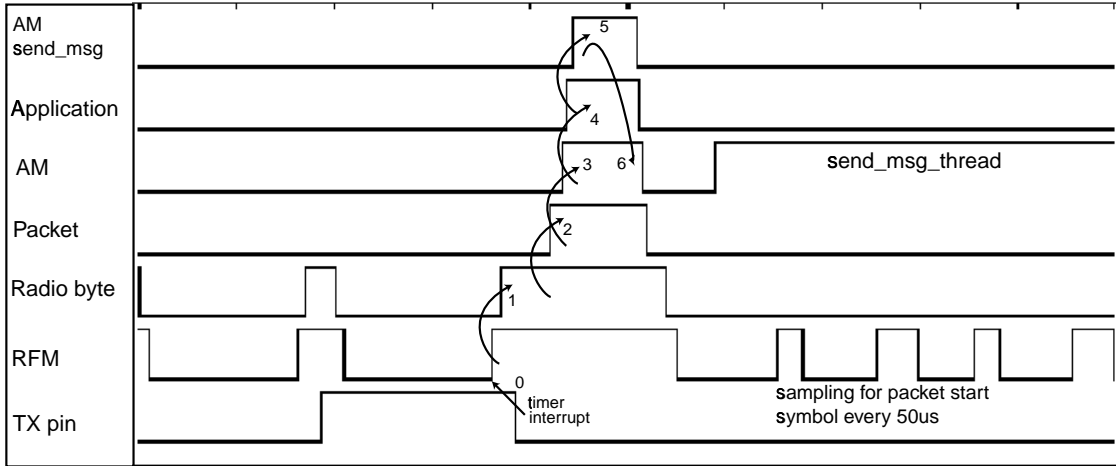 AM
send_msg
5
Application
4
AM
3
6
send_msg_thread
Packet
2
Radio byte
1
RFM
0
timer
interrupt
sampling for packet start
symbol every 50us
TX pin